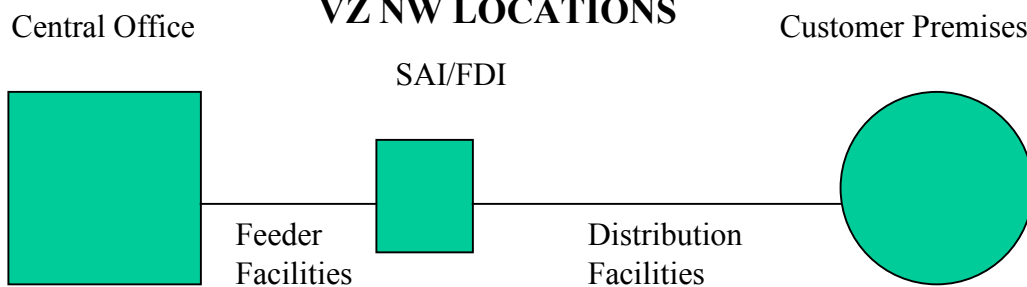 VZ NW LOCATIONS
Central Office
Customer Premises
SAI/FDI
Feeder
Facilities
Distribution
Facilities